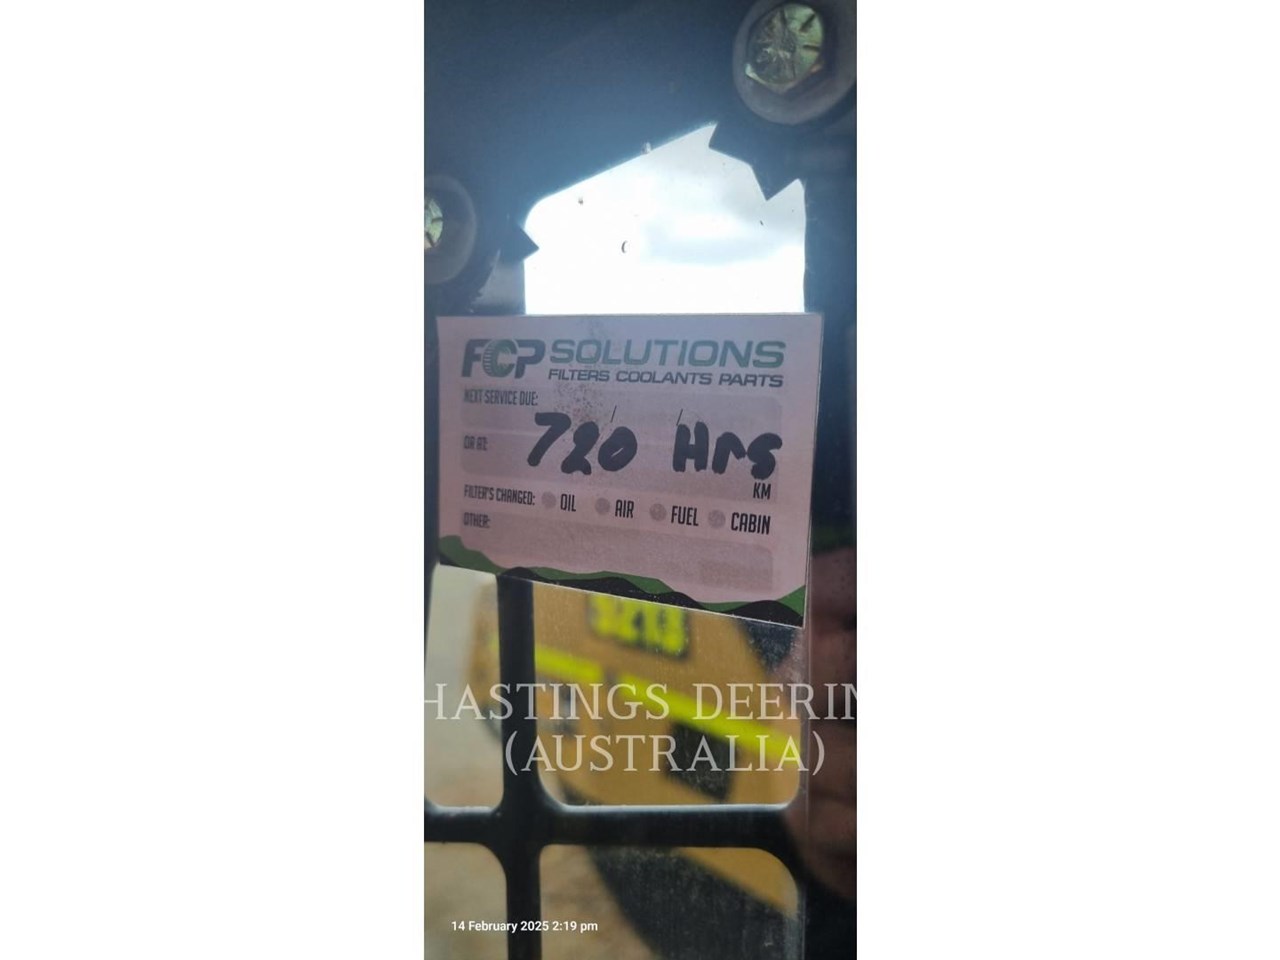 FCP SOLUTIONS
FILTERS COOLANTS PARTS
NEXT SERVICE DUE:
OR AT: 720 Hrs
KM
FILTER'S CHANGED: OIL AIR FUEL CABIN
OTHER:
HASTINGS DEERIN
(AUSTRALIA)
14 February 2025 2:19 pm